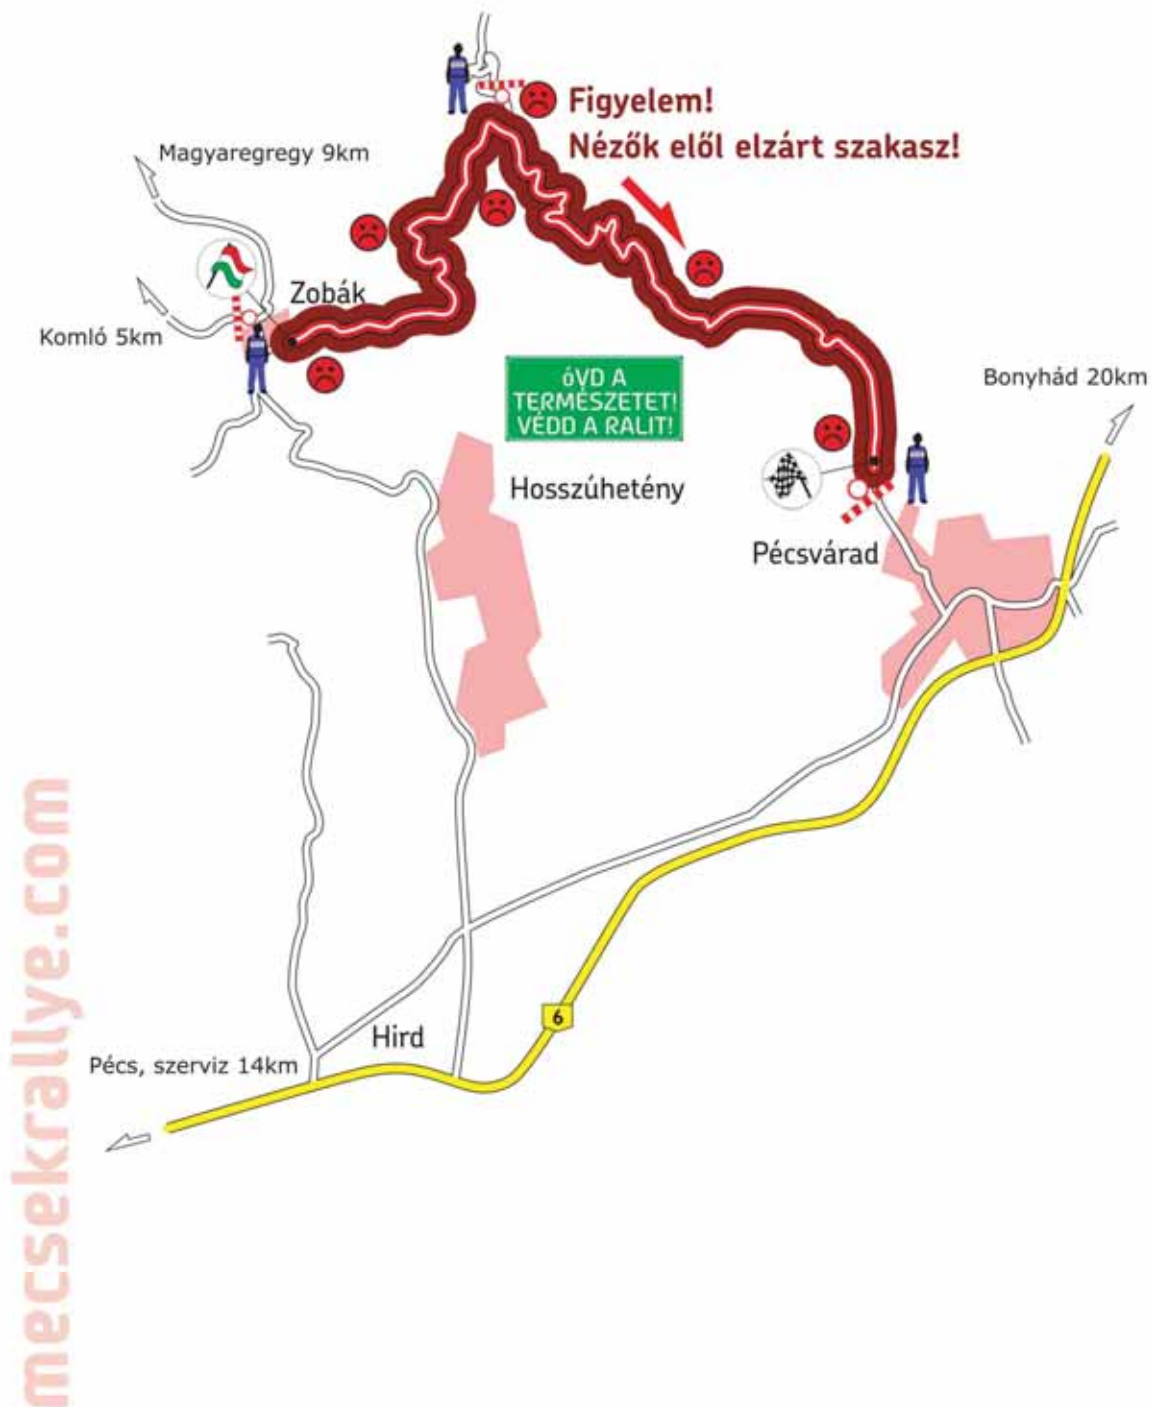 Figyelem!
Nézők elől elzárt szakasz!
Magyaregregy 9km
Zobák
Komló 5km
óVD A
TERMÉSZETET!
VÉDD A RALIT!
Bonyhád 20km
Hosszúhetény
Pécsvárad
6
Hird
Pécs, szerviz 14km
mecsekrallye.com